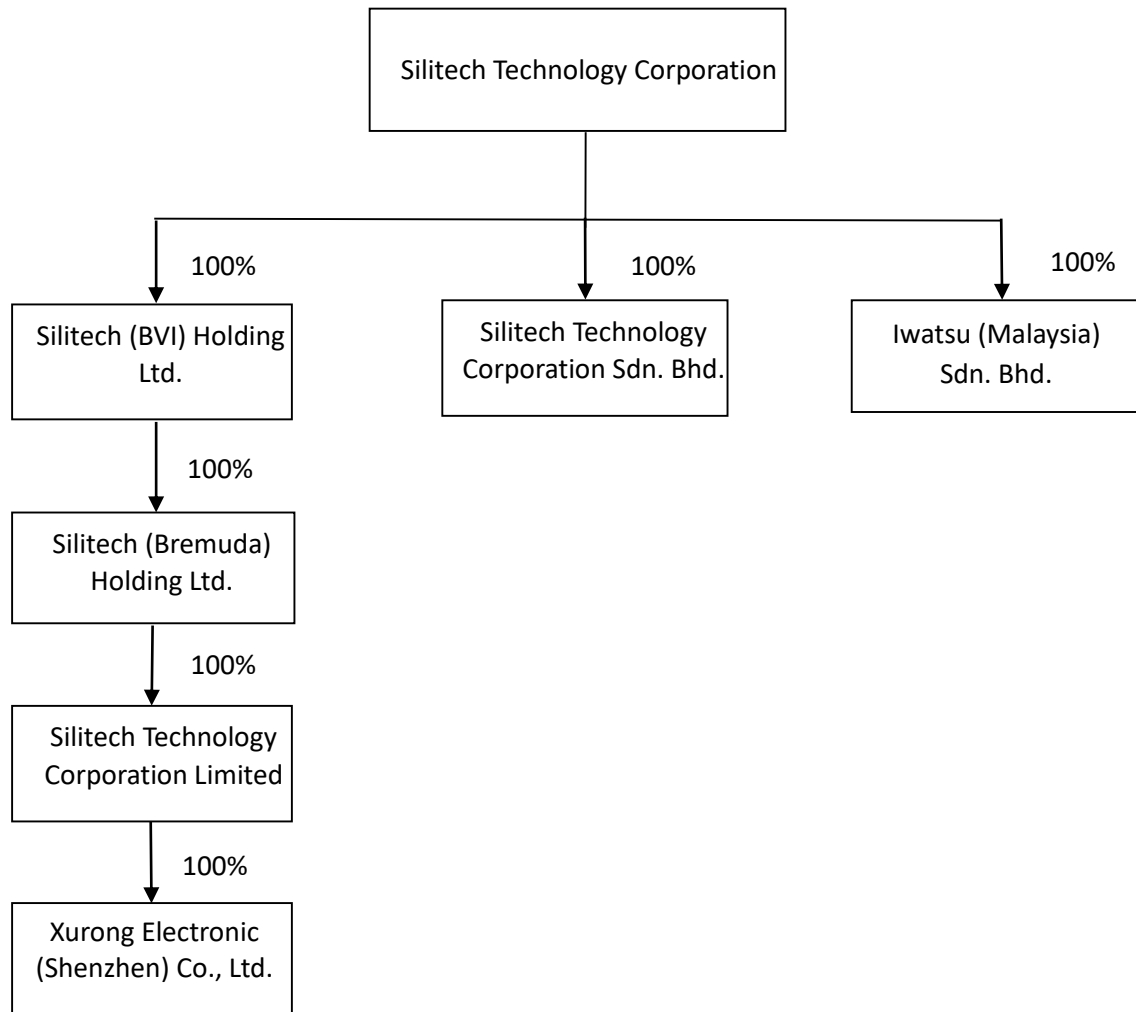 Silitech Technology Corporation
100%
100%
100%
Silitech (BVI) Holding
Ltd.
Silitech Technology
Corporation Sdn. Bhd.
Iwatsu (Malaysia)
Sdn. Bhd.
100%
Silitech (Bremuda)
Holding Ltd.
100%
Silitech Technology
Corporation Limited
100%
Xurong Electronic
(Shenzhen) Co., Ltd.